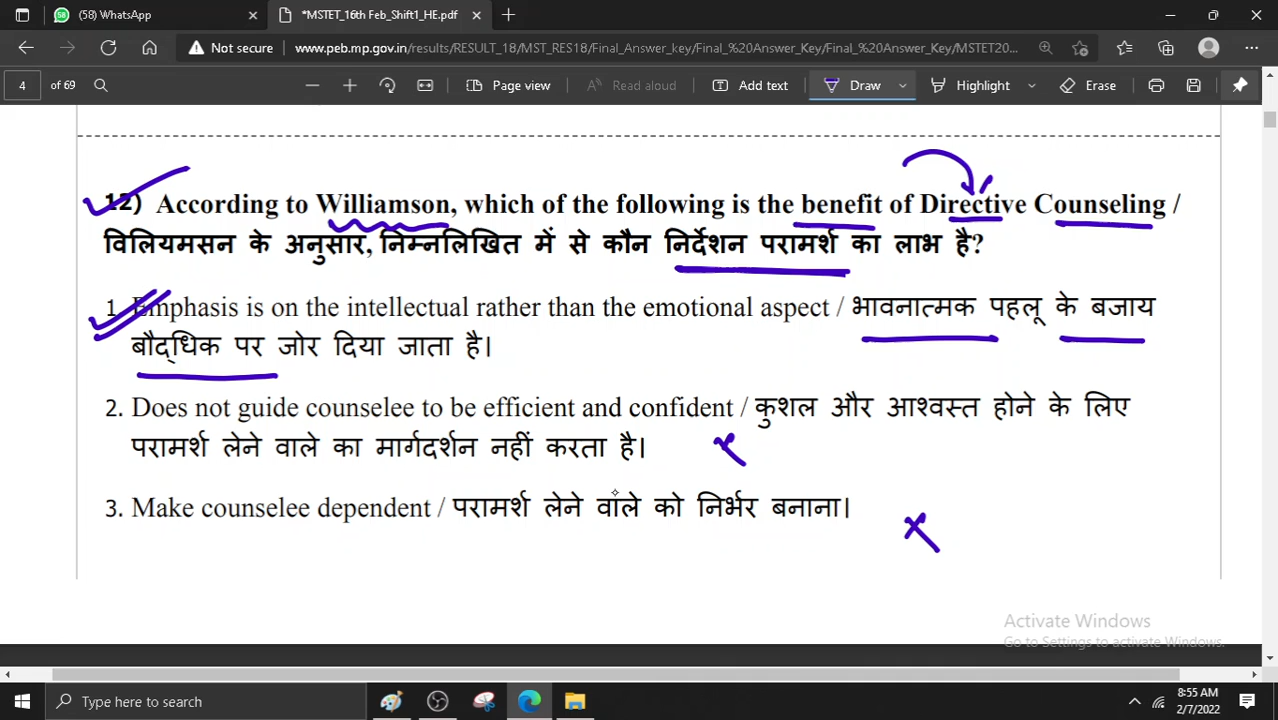 (58) WhatsApp
*MSTET_16th Feb_Shift1_HE.pdf
Not secure www.peb.mp.gov.in/results/RESULT_18/MST_RES18/Final_Answer_key/Final_%20Answer_Key/Final_%20Answer_Key/MSTET20...
4 of 69 Page view Read aloud Add text Draw Highlight Erase
12) According to Williamson, which of the following is the benefit of Directive Counseling /
विलियमसन के अनुसार, निम्नलिखित में से कौन निर्देशन परामर्श का लाभ है?
1. Emphasis is on the intellectual rather than the emotional aspect / भावनात्मक पहलू के बजाय
बौद्धिक पर जोर दिया जाता है।
2. Does not guide counselee to be efficient and confident / कुशल और आश्वस्त होने के लिए
परामर्श लेने वाले का मार्गदर्शन नहीं करता है।
3. Make counselee dependent / परामर्श लेने वाले को निर्भर बनाना।
Activate Windows
Go to Settings to activate Windows.
Type here to search
8:55 AM
2/7/2022